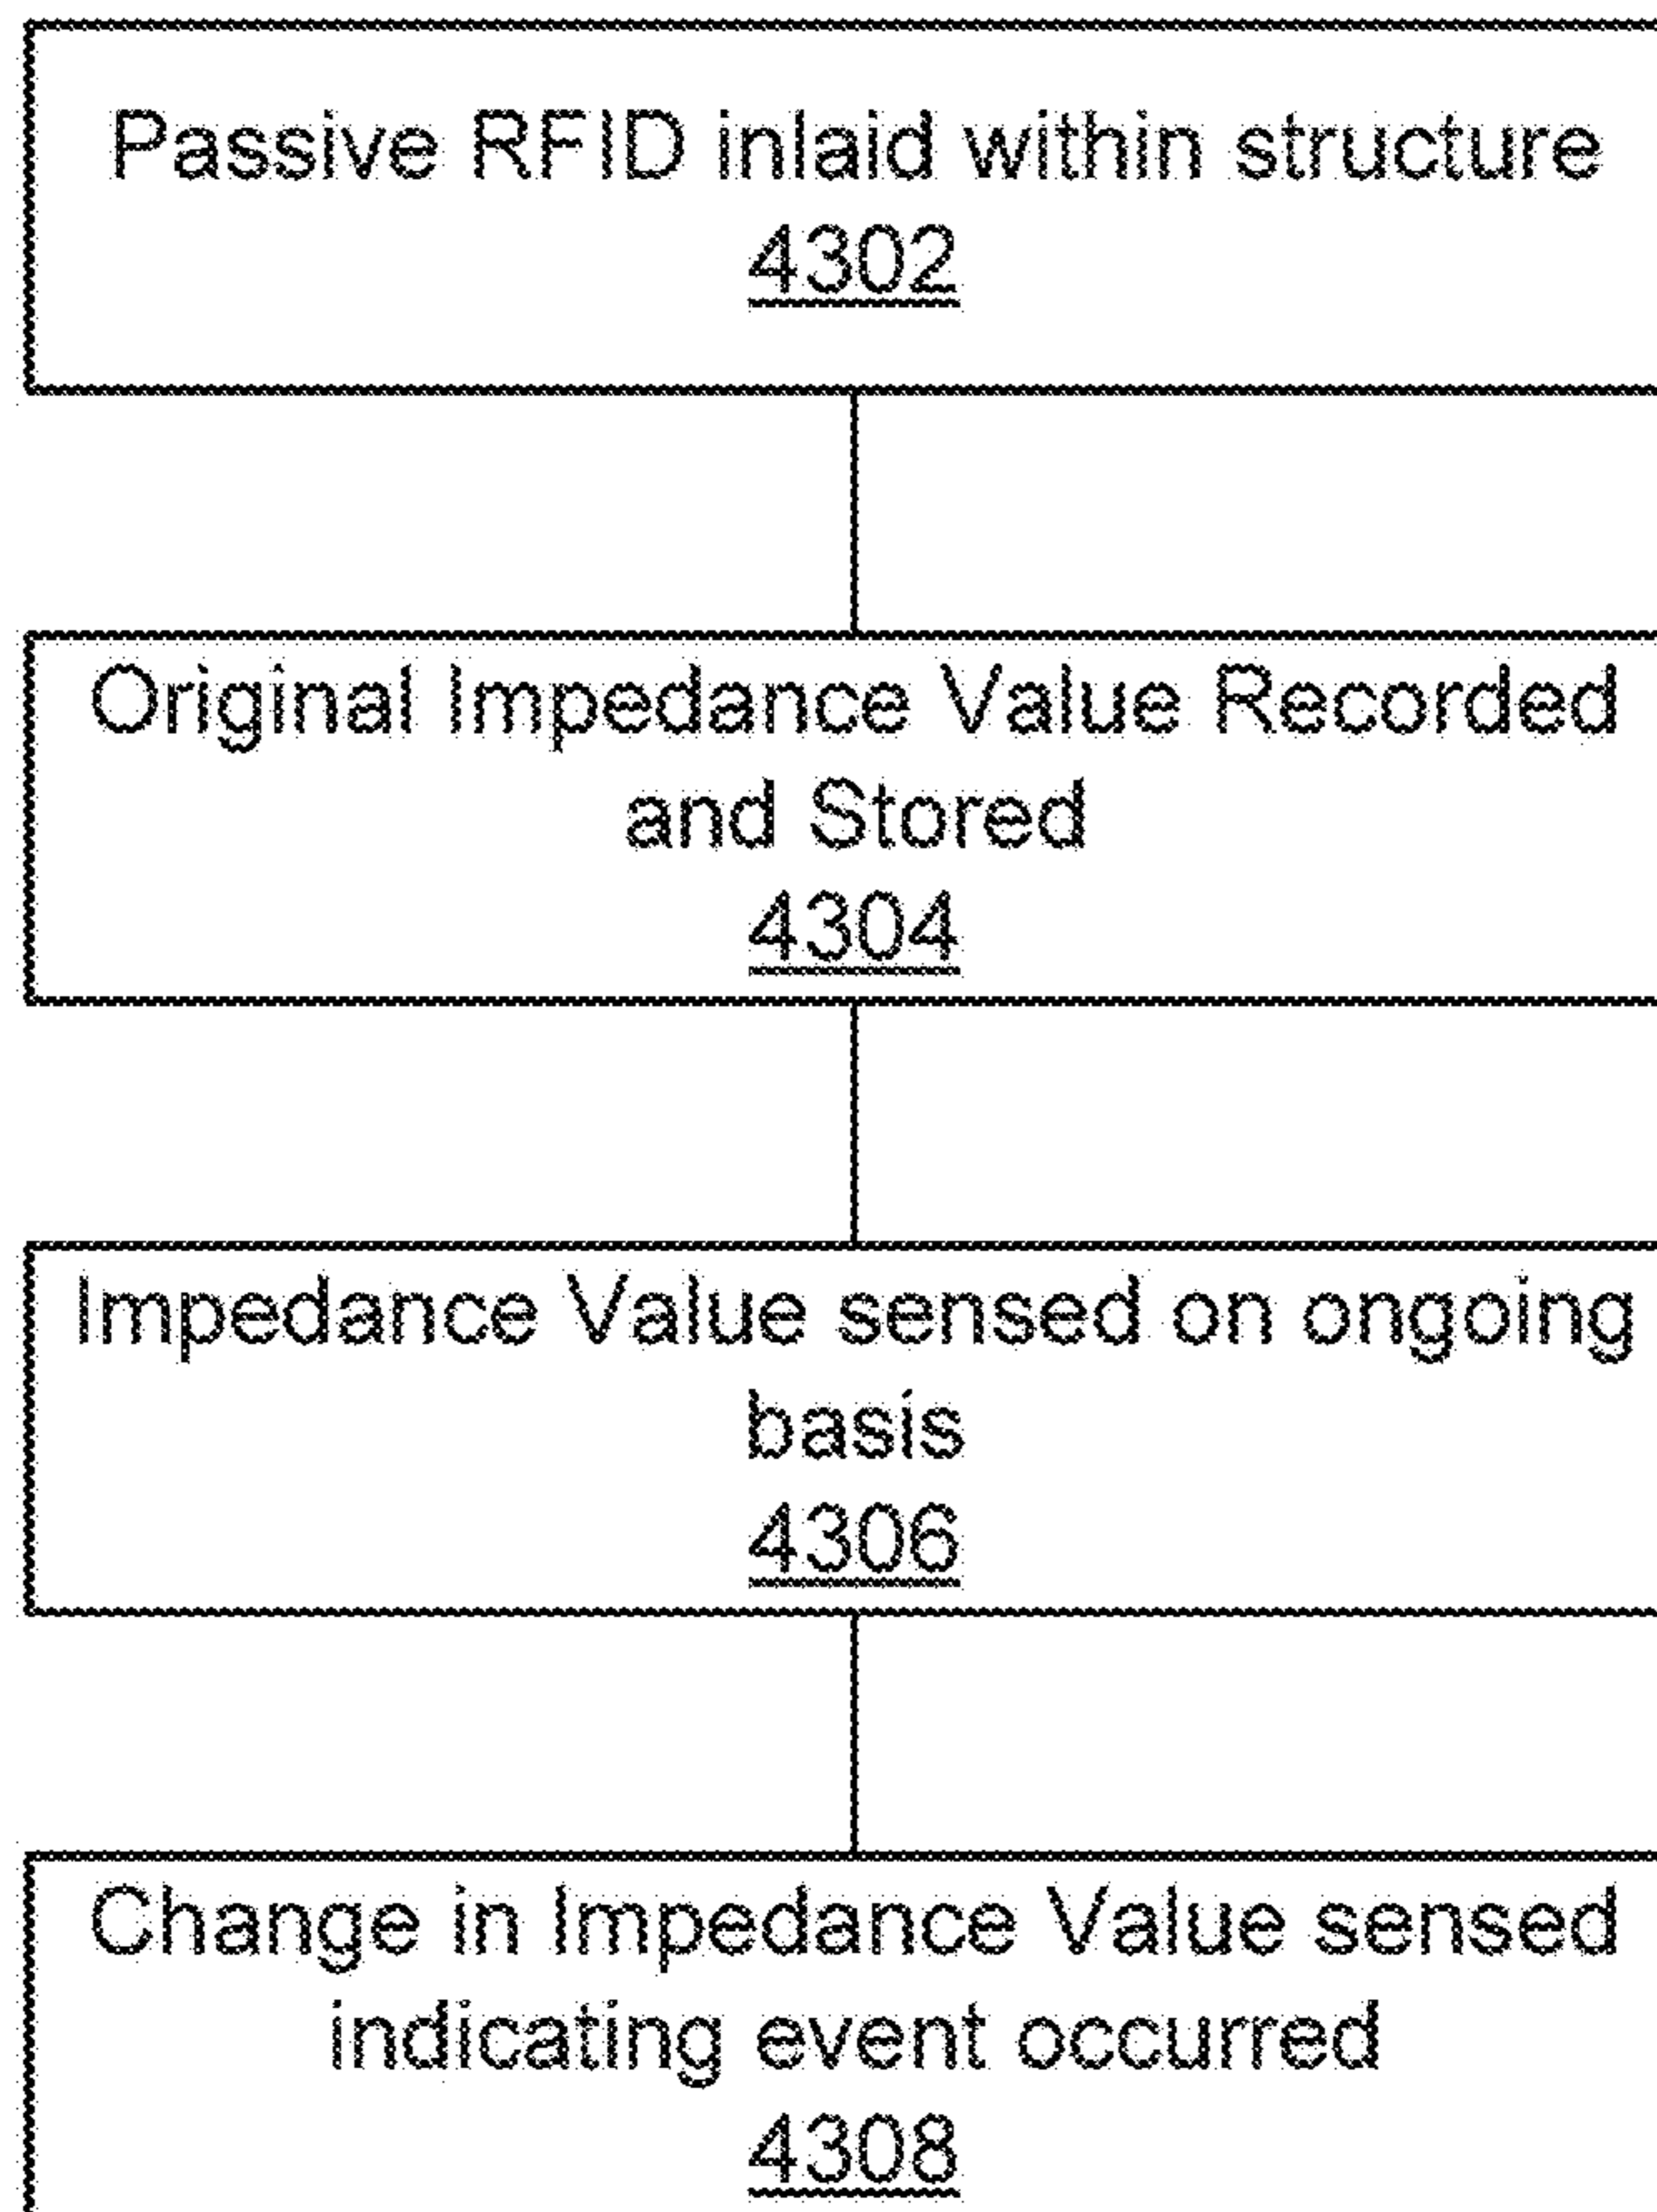 Passive RFID inlaid within structure
4302
Original Impedance Value Recorded
and Stored
4304
Impedance Value sensed on ongoing
basis
4306
Change in Impedance Value sensed
indicating event occurred
4308